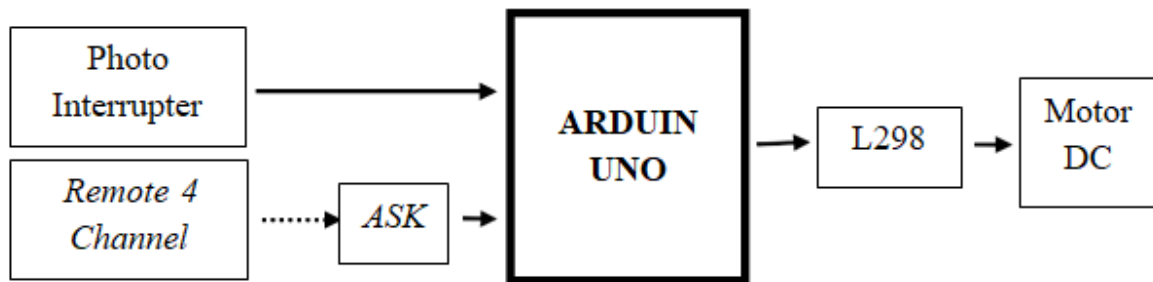 Photo
Interrupter
Remote 4
Channel
ASK
ARDUIN
UNO
L298
Motor
DC